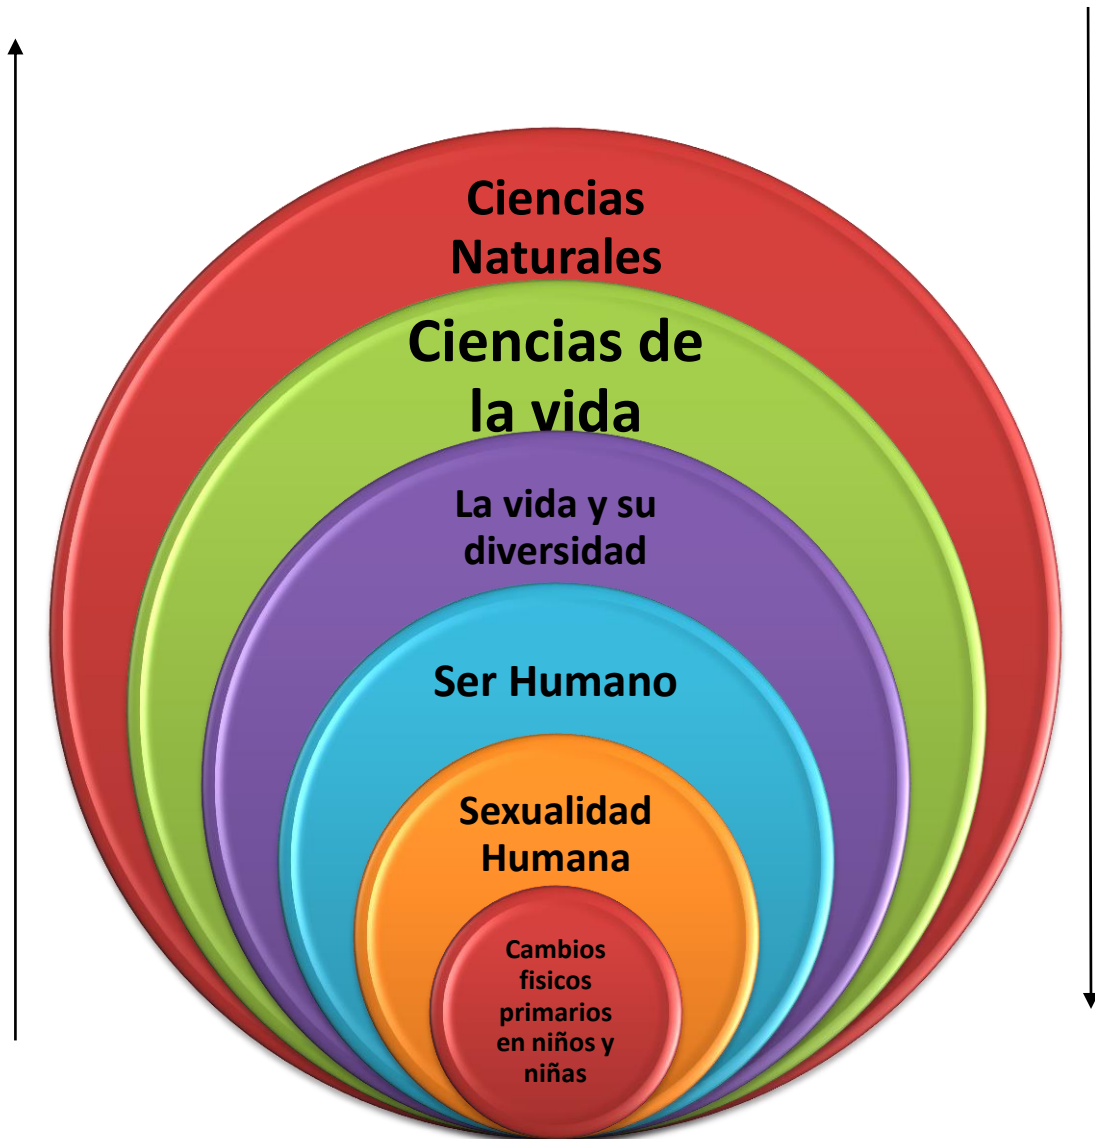 Ciencias
Naturales
Ciencias de
la vida
La vida y su
diversidad
Ser Humano
Sexualidad
Humana
Cambios
fisicos
primarios
en niños y
niñas